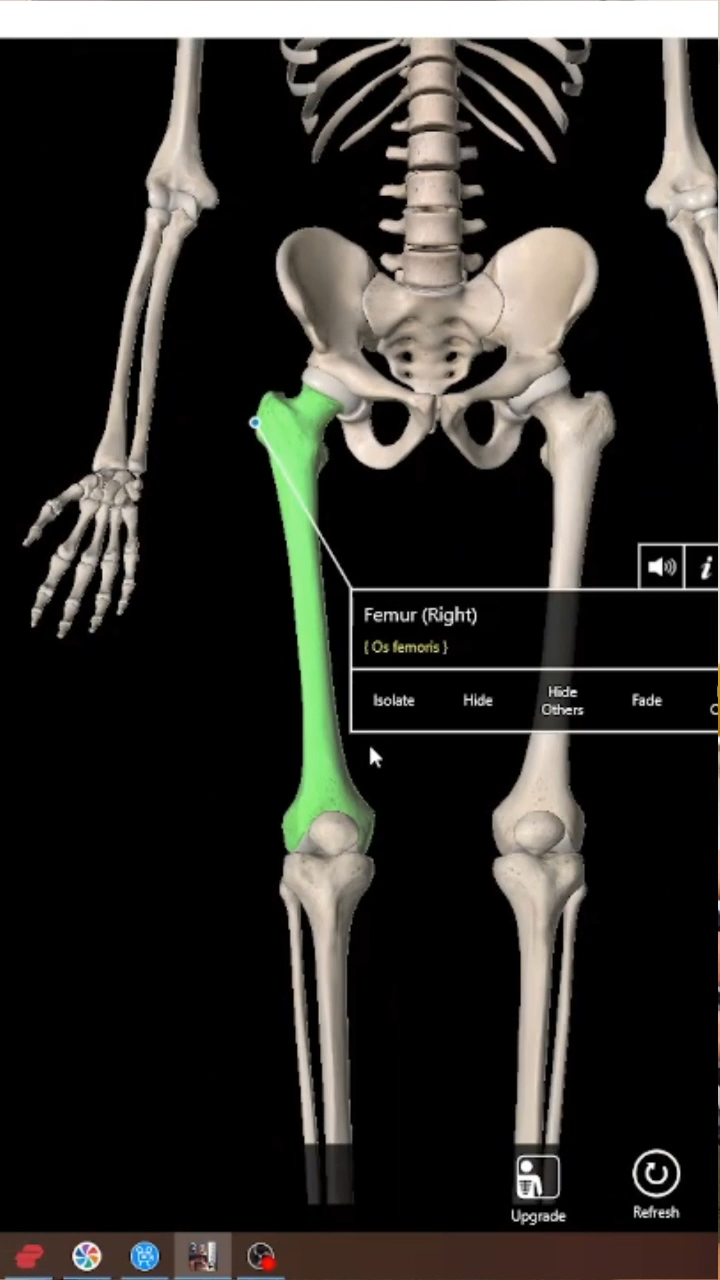 i
Femur (Right)
{ Os femoris }
Isolate
Hide
Hide
Others
Fade
Upgrade
Refresh